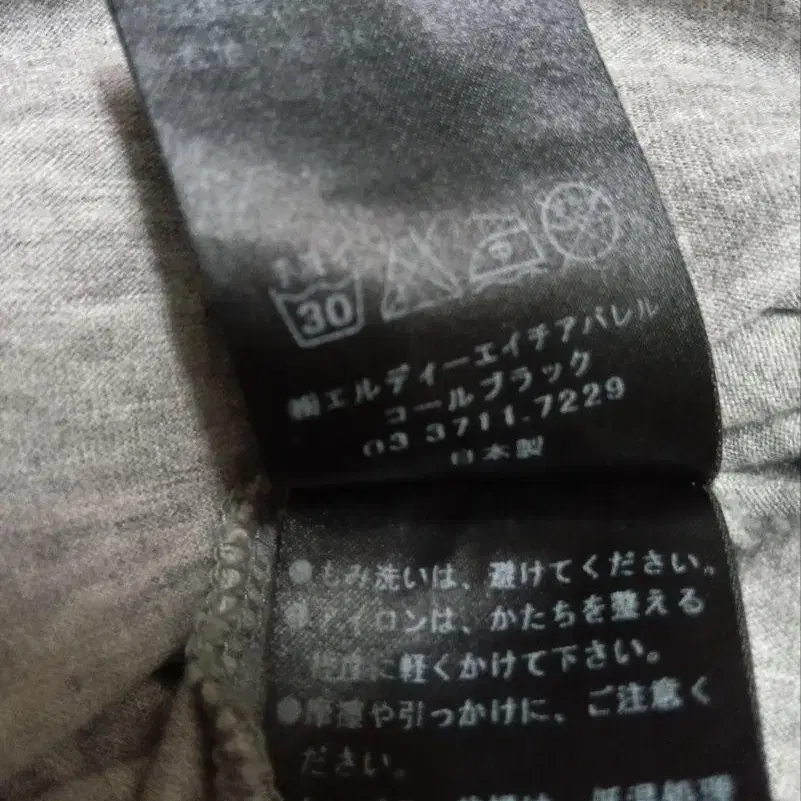 30
㈱エルディーエイチアパレル
コールブラック
03 3711.7229
日本製
●もみ洗いは、避けてください。
●アイロンは、かたちを整える
程度に軽くかけて下さい。
●摩擦や引っかけに、ご注意く
ださい。
低温処理